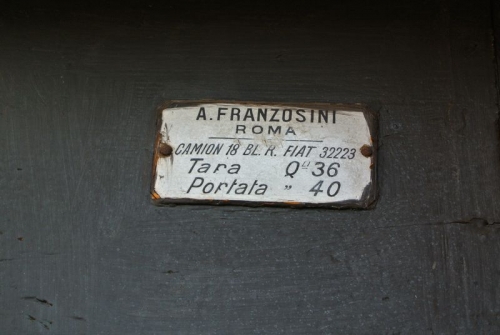 A. FRANZOSINI
ROMA
CAMION 18 BL. R. FIAT 32223
Tara Q.li 36
Portata „ 40